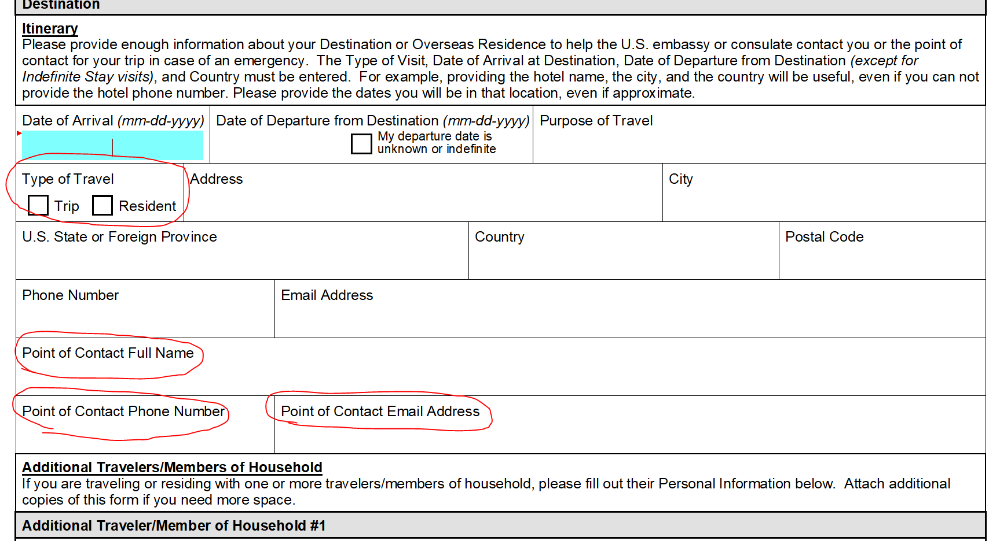 Destination
Itinerary
Please provide enough information about your Destination or Overseas Residence to help the U.S. embassy or consulate contact you or the point of
contact for your trip in case of an emergency.  The Type of Visit, Date of Arrival at Destination, Date of Departure from Destination (except for
Indefinite Stay visits), and Country must be entered.  For example, providing the hotel name, the city, and the country will be useful, even if you can not
provide the hotel phone number. Please provide the dates you will be in that location, even if approximate.
Date of Arrival (mm-dd-yyyy)
Date of Departure from Destination (mm-dd-yyyy)
My departure date is
unknown or indefinite
Purpose of Travel
Type of Travel
Trip
Resident
Address
City
U.S. State or Foreign Province
Country
Postal Code
Phone Number
Email Address
Point of Contact Full Name
Point of Contact Phone Number
Point of Contact Email Address
Additional Travelers/Members of Household
If you are traveling or residing with one or more travelers/members of household, please fill out their Personal Information below.  Attach additional
copies of this form if you need more space.
Additional Traveler/Member of Household #1